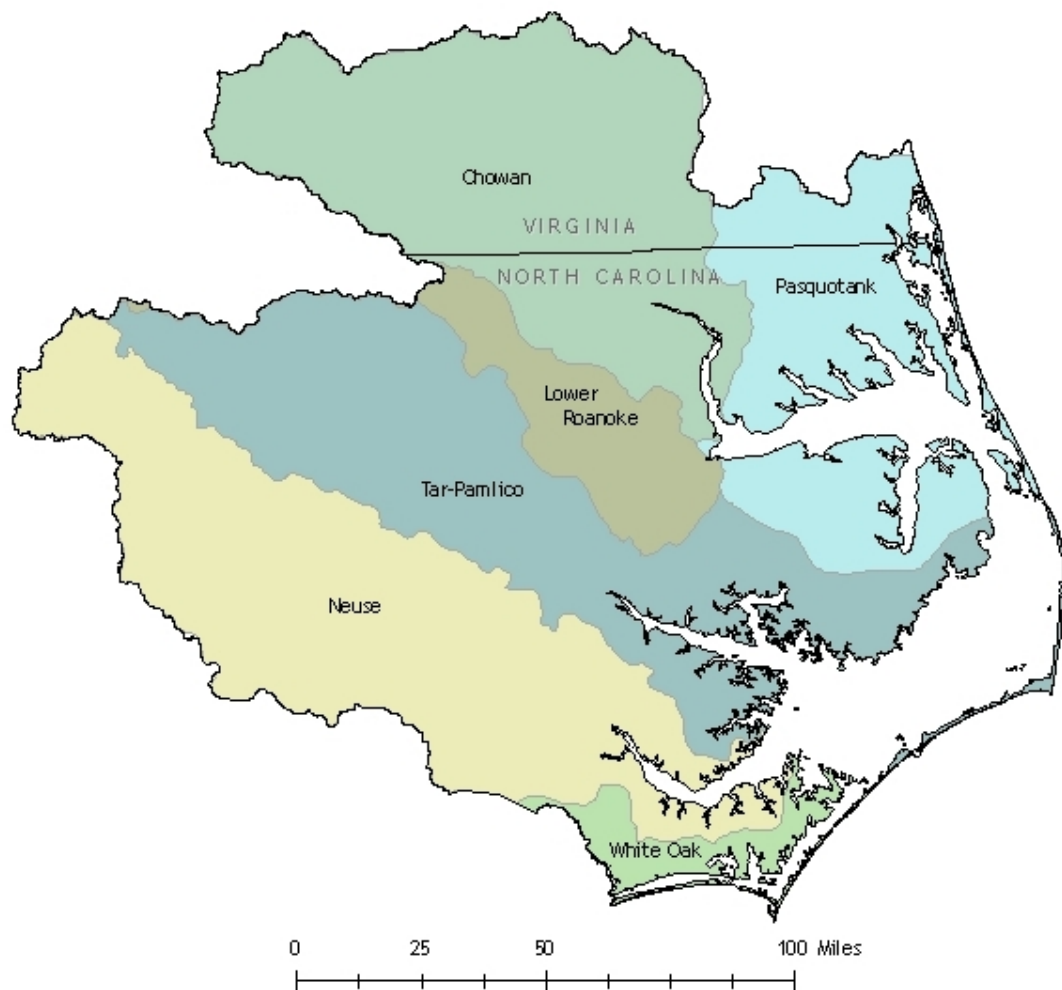 Chowan
VIRGINIA
NORTH CAROLINA
Pasquotank
Lower
Roanoke
Tar-Pamlico
Neuse
White Oak
0 25 50 100 Miles